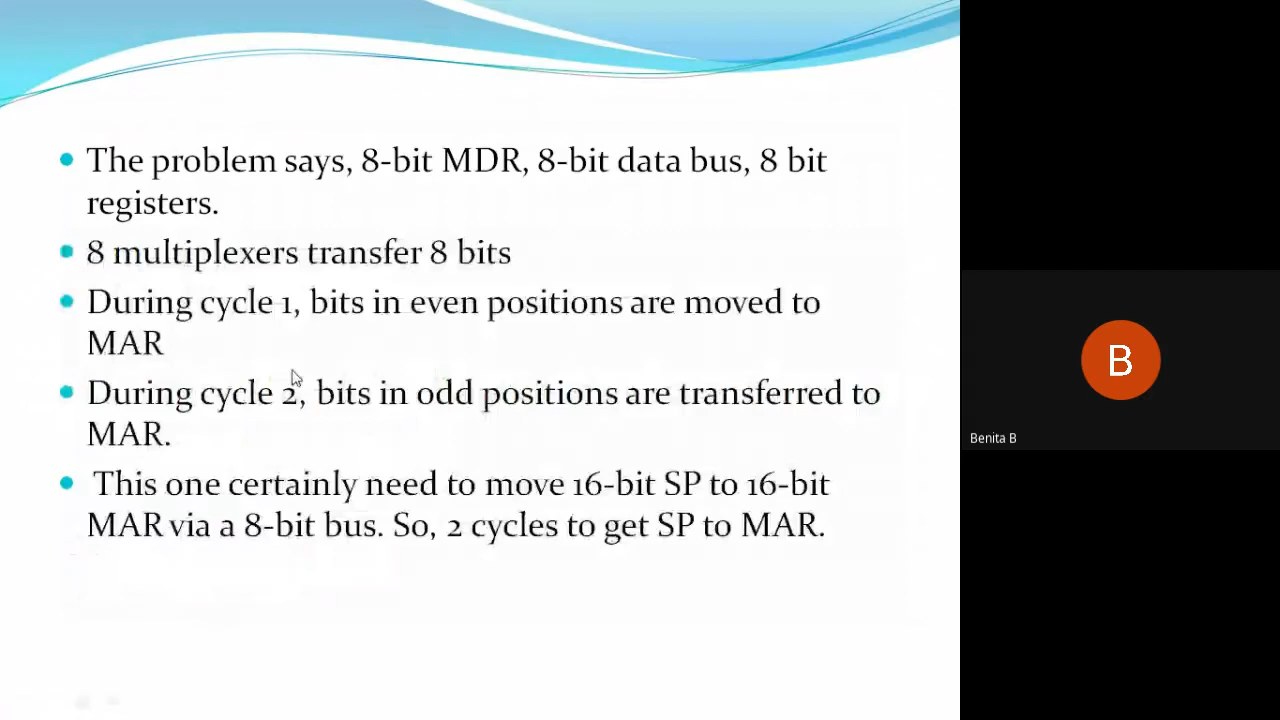 The problem says, 8-bit MDR, 8-bit data bus, 8 bit
registers.
8 multiplexers transfer 8 bits
During cycle 1, bits in even positions are moved to
MAR
During cycle 2, bits in odd positions are transferred to
MAR.
This one certainly need to move 16-bit SP to 16-bit
MAR via a 8-bit bus. So, 2 cycles to get SP to MAR.
B
Benita B